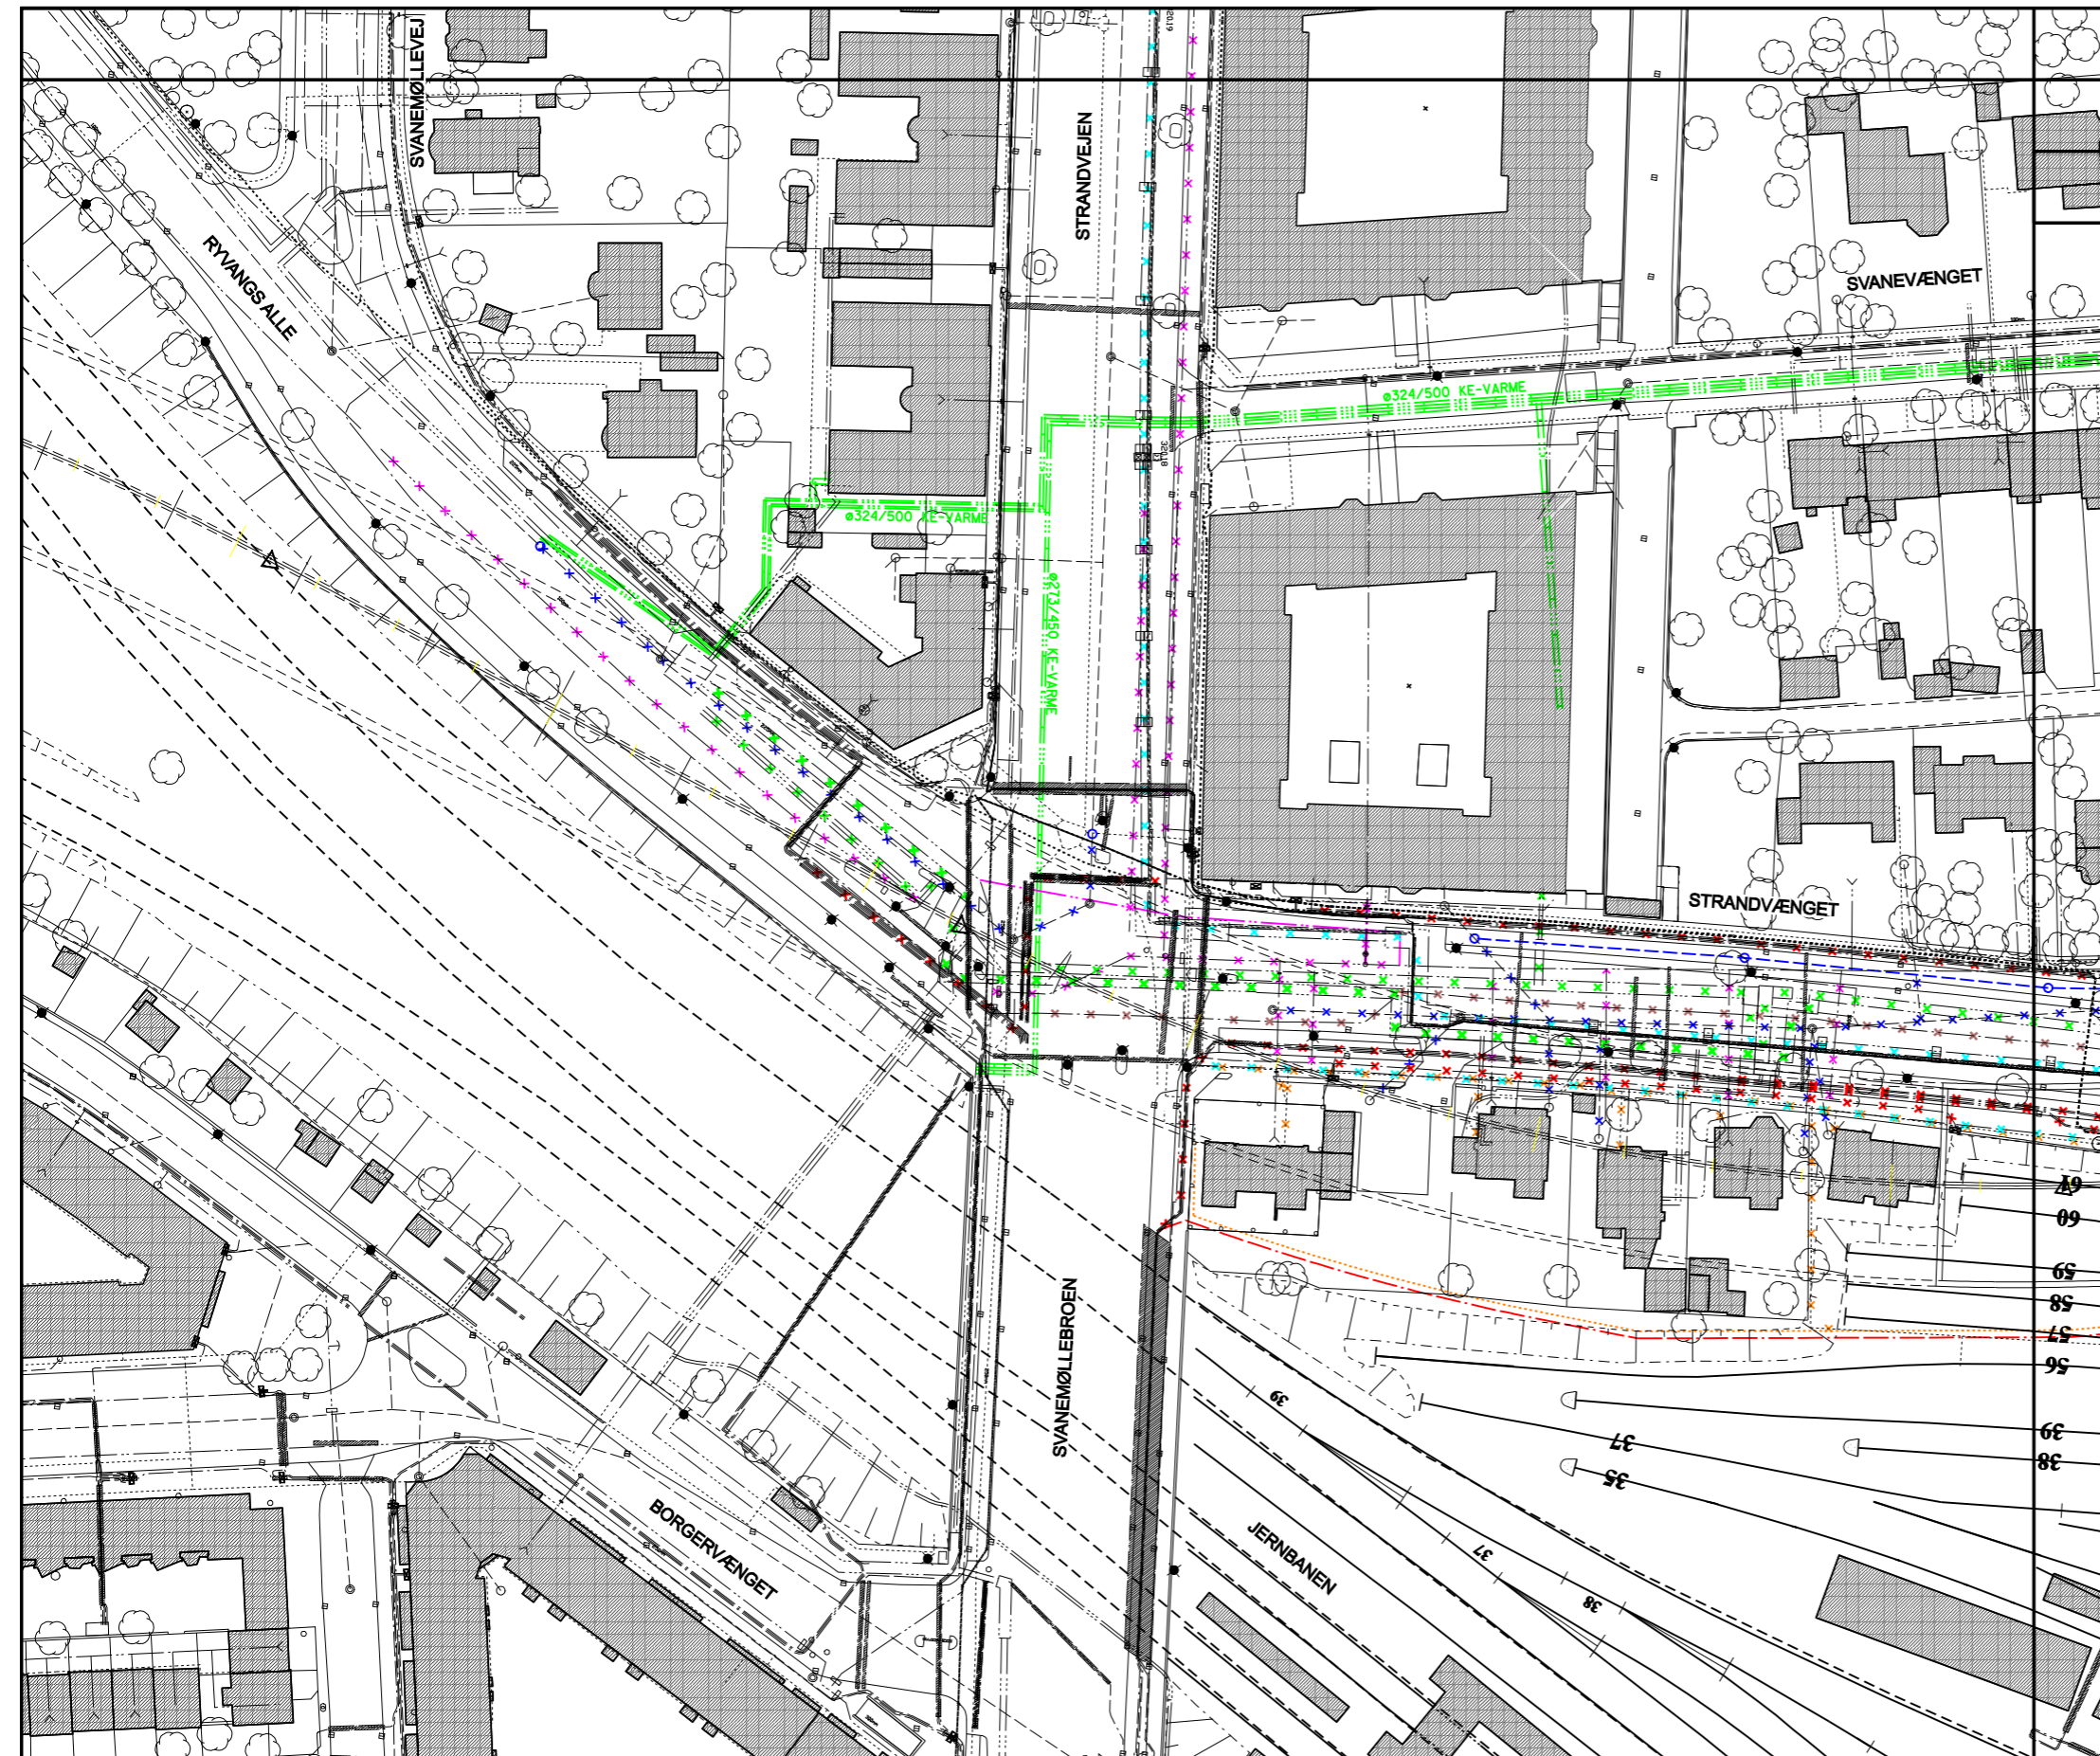 SVANEMØLLEVEJ
STRANDVEJEN
RYVANGS ALLE
SVANEVÆNGET
ø324/500 KE-VARME
ø324/500 KE-VARME
ø273/450 KE-VARME
STRANDVÆNGET
61
60
59
58
57
56
39
39
37
38
35
SVANEMØLLEBROEN
BORGERVÆNGET
JERNBANEN
37
38